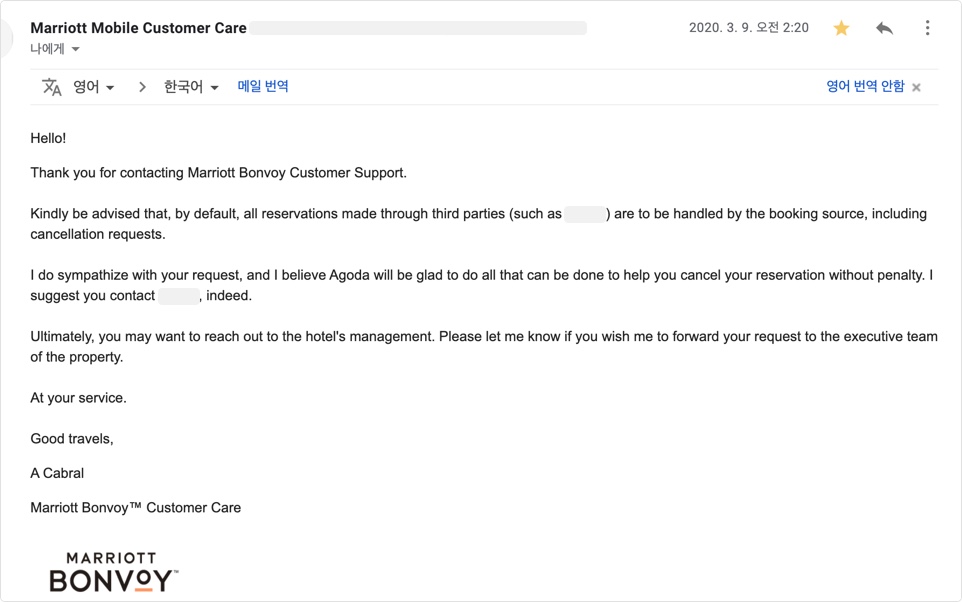 Marriott Mobile Customer Care
2020. 3. 9. 오전 2:20
나에게
영어
한국어
메일 번역
영어 번역 안함
Hello!
Thank you for contacting Marriott Bonvoy Customer Support.
Kindly be advised that, by default, all reservations made through third parties (such as ) are to be handled by the booking source, including
cancellation requests.
I do sympathize with your request, and I believe Agoda will be glad to do all that can be done to help you cancel your reservation without penalty. I
suggest you contact , indeed.
Ultimately, you may want to reach out to the hotel's management. Please let me know if you wish me to forward your request to the executive team
of the property.
At your service.
Good travels,
A Cabral
Marriott Bonvoy™ Customer Care
MARRIOTT
BONVOY™